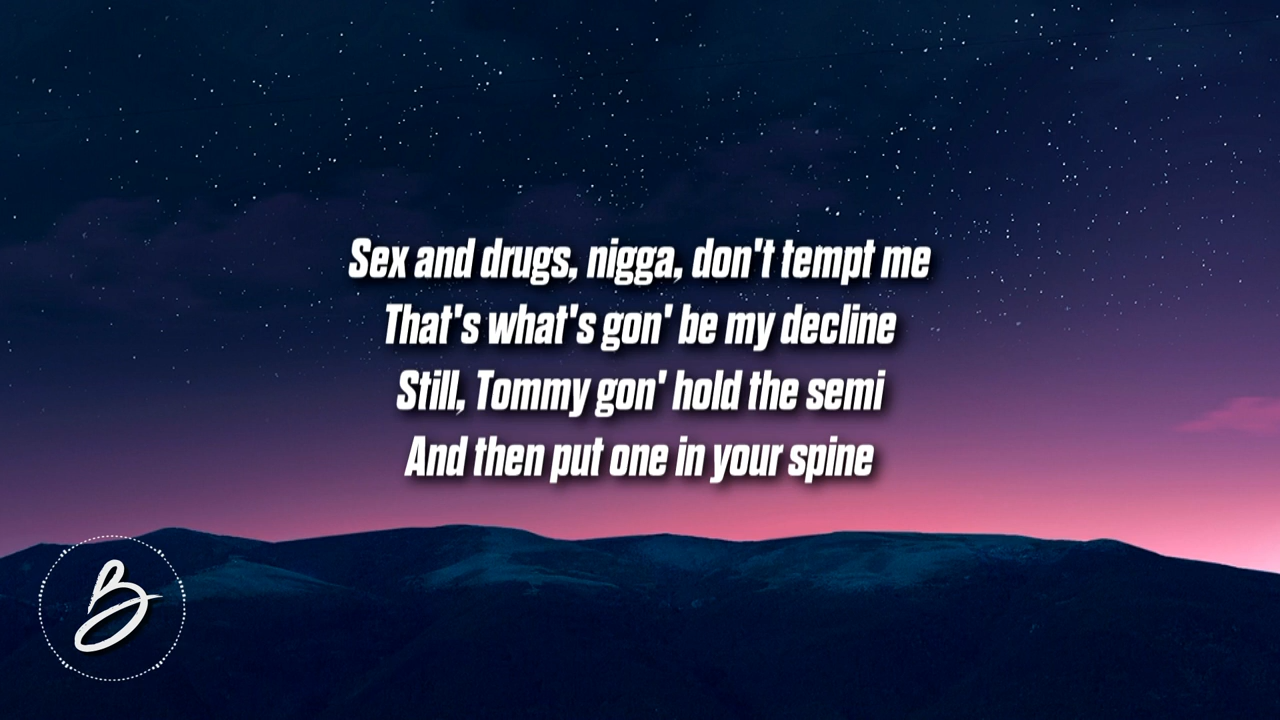 Sex and drugs, nigga, don't tempt me
That's what's gon' be my decline
Still, Tommy gon' hold the semi
And then put one in your spine
B